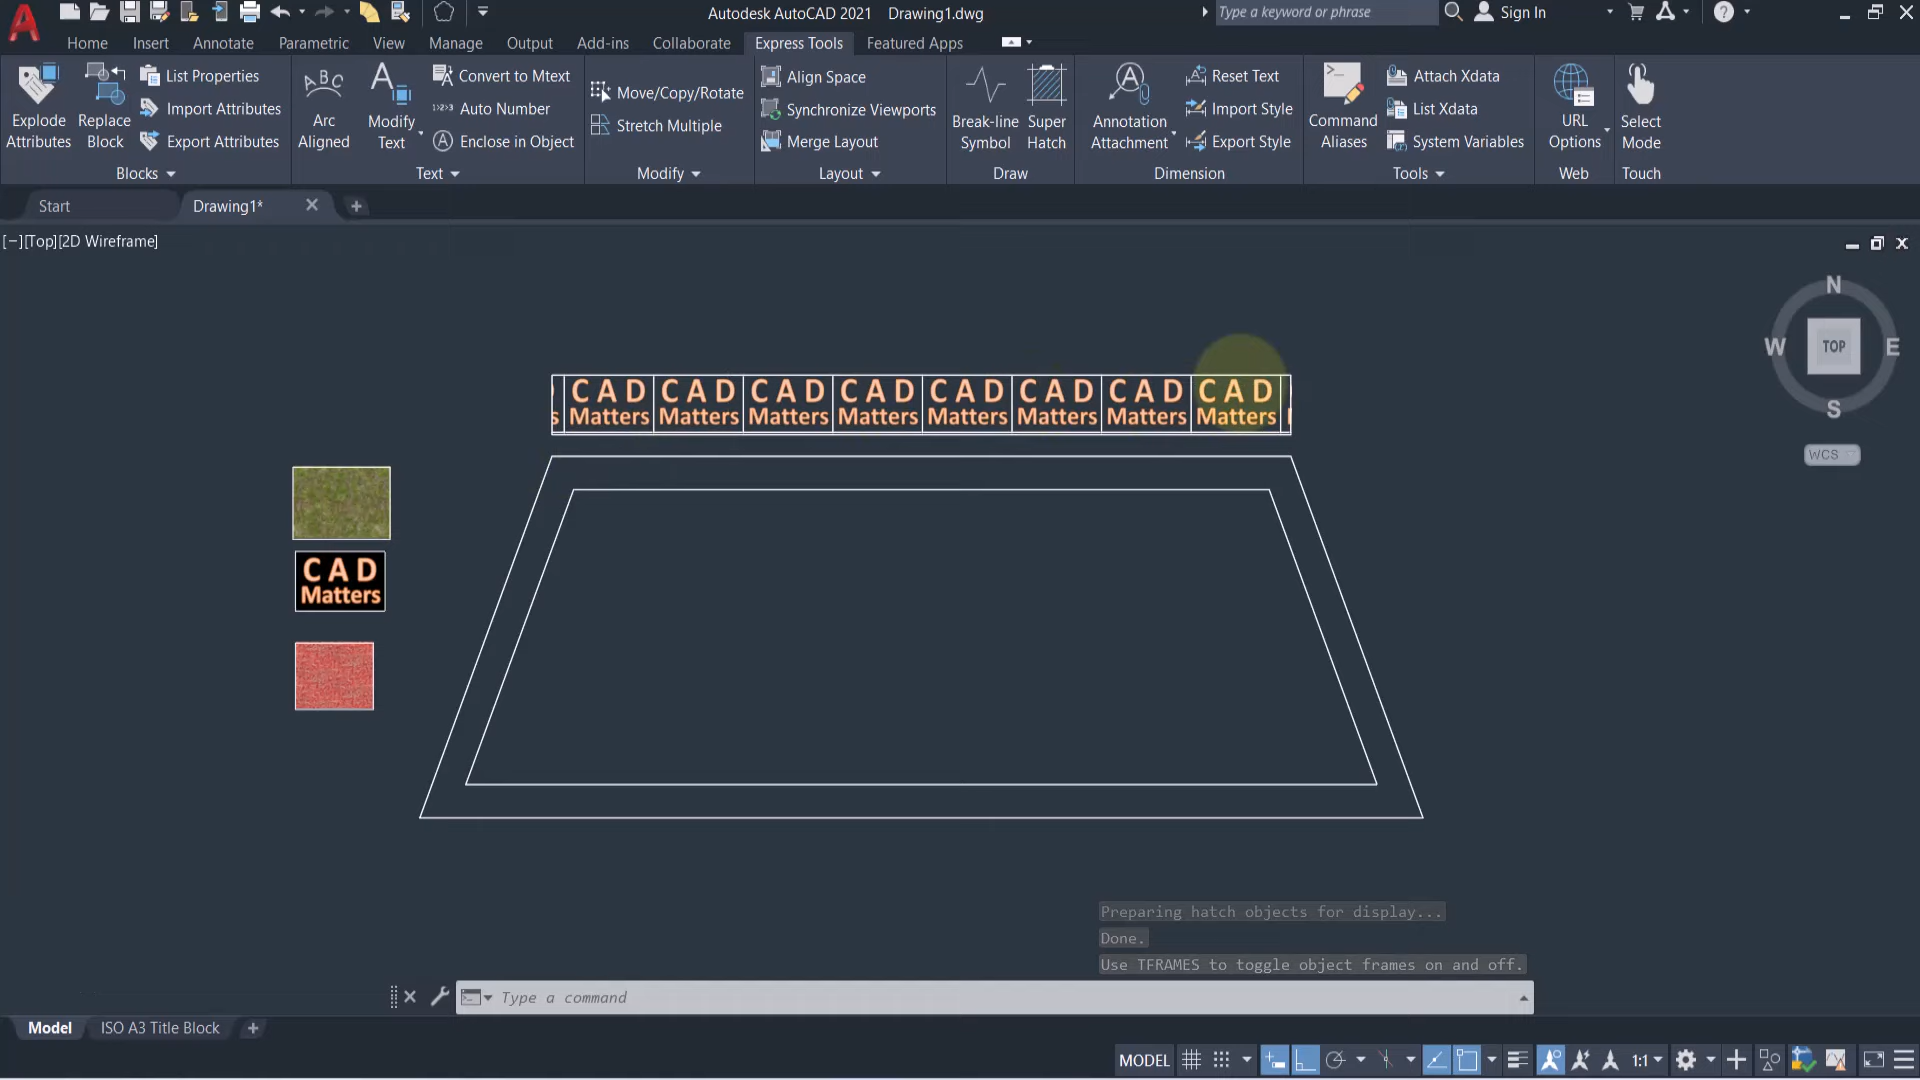 Autodesk AutoCAD 2021 Drawing1.dwg
Type a keyword or phrase
Sign In
Home Insert Annotate Parametric View Manage Output Add-ins Collaborate Express Tools Featured Apps
Explode Attributes
Replace Block
List Properties
Import Attributes
Export Attributes
Blocks
Arc Aligned
Modify Text
Convert to Mtext
Auto Number
Enclose in Object
Text
Move/Copy/Rotate
Stretch Multiple
Modify
Align Space
Synchronize Viewports
Merge Layout
Layout
Break-line Symbol
Super Hatch
Draw
Annotation Attachment
Reset Text
Import Style
Export Style
Dimension
Command Aliases
Attach Xdata
List Xdata
System Variables
Tools
URL Options
Web
Select Mode
Touch
Start
Drawing1*
[−][Top][2D Wireframe]
N
W TOP E
S
WCS
CAD CAD CAD CAD CAD CAD CAD CAD
Matters Matters Matters Matters Matters Matters Matters Matters
CAD
Matters
Preparing hatch objects for display...
Done.
Use TFRAMES to toggle object frames on and off.
Type a command
Model
ISO A3 Title Block
MODEL
1:1